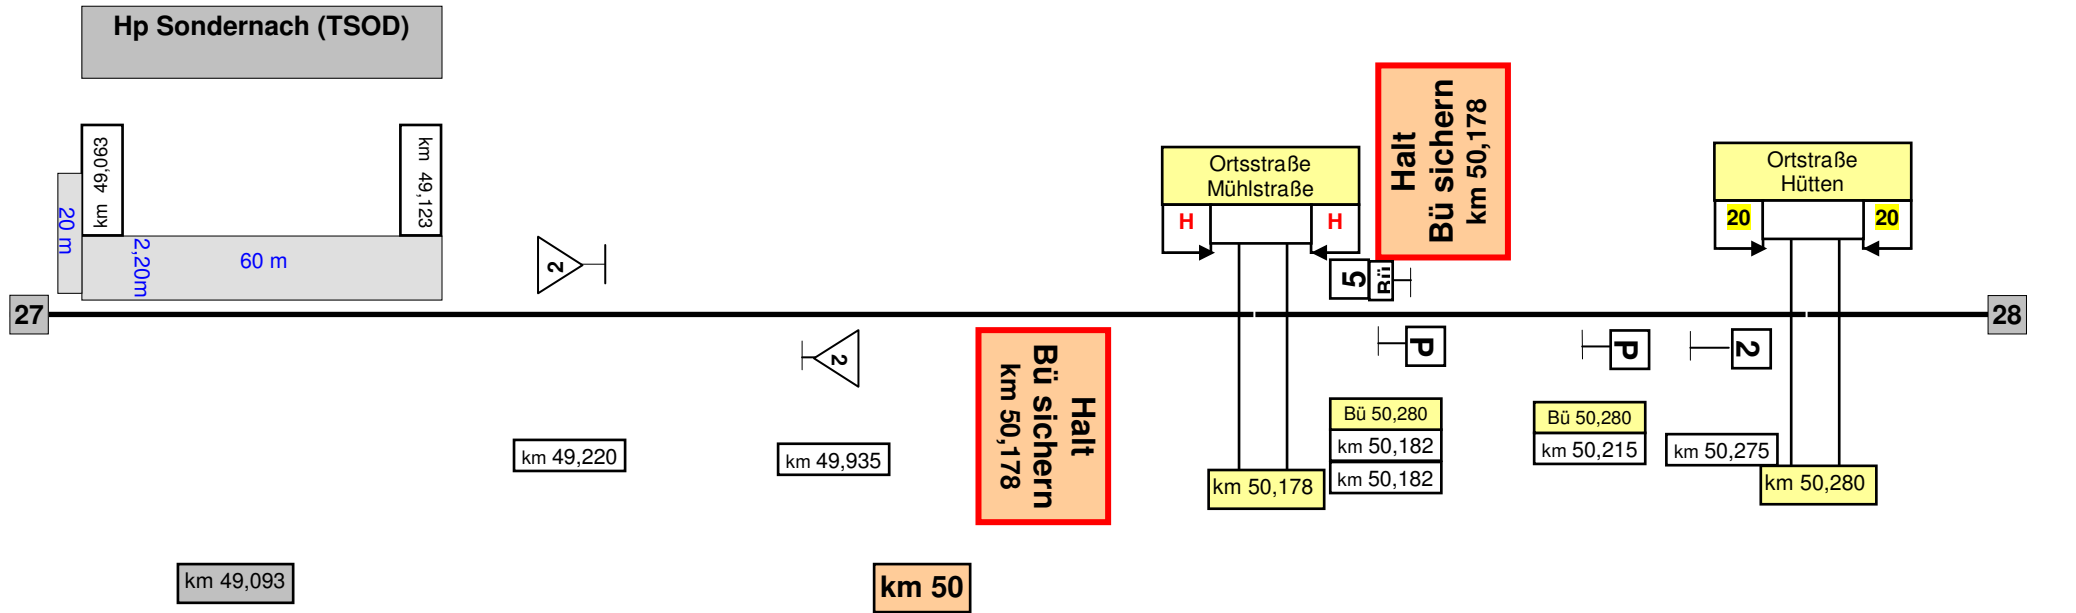 Hp Sondernach (TSOD)
km 49,063
km 49,123
20 m
2,20m
60 m
27
2
2
km 49,220
km 49,935
km 49,093
km 50
Halt
Bü sichern
km 50,178
Ortsstraße
Mühlstraße
H
H
Halt
Bü sichern
km 50,178
5
Bü
P
P
2
km 50,178
Bü 50,280
km 50,182
km 50,182
Bü 50,280
km 50,215
km 50,275
km 50,280
Ortstraße
Hütten
20
20
28